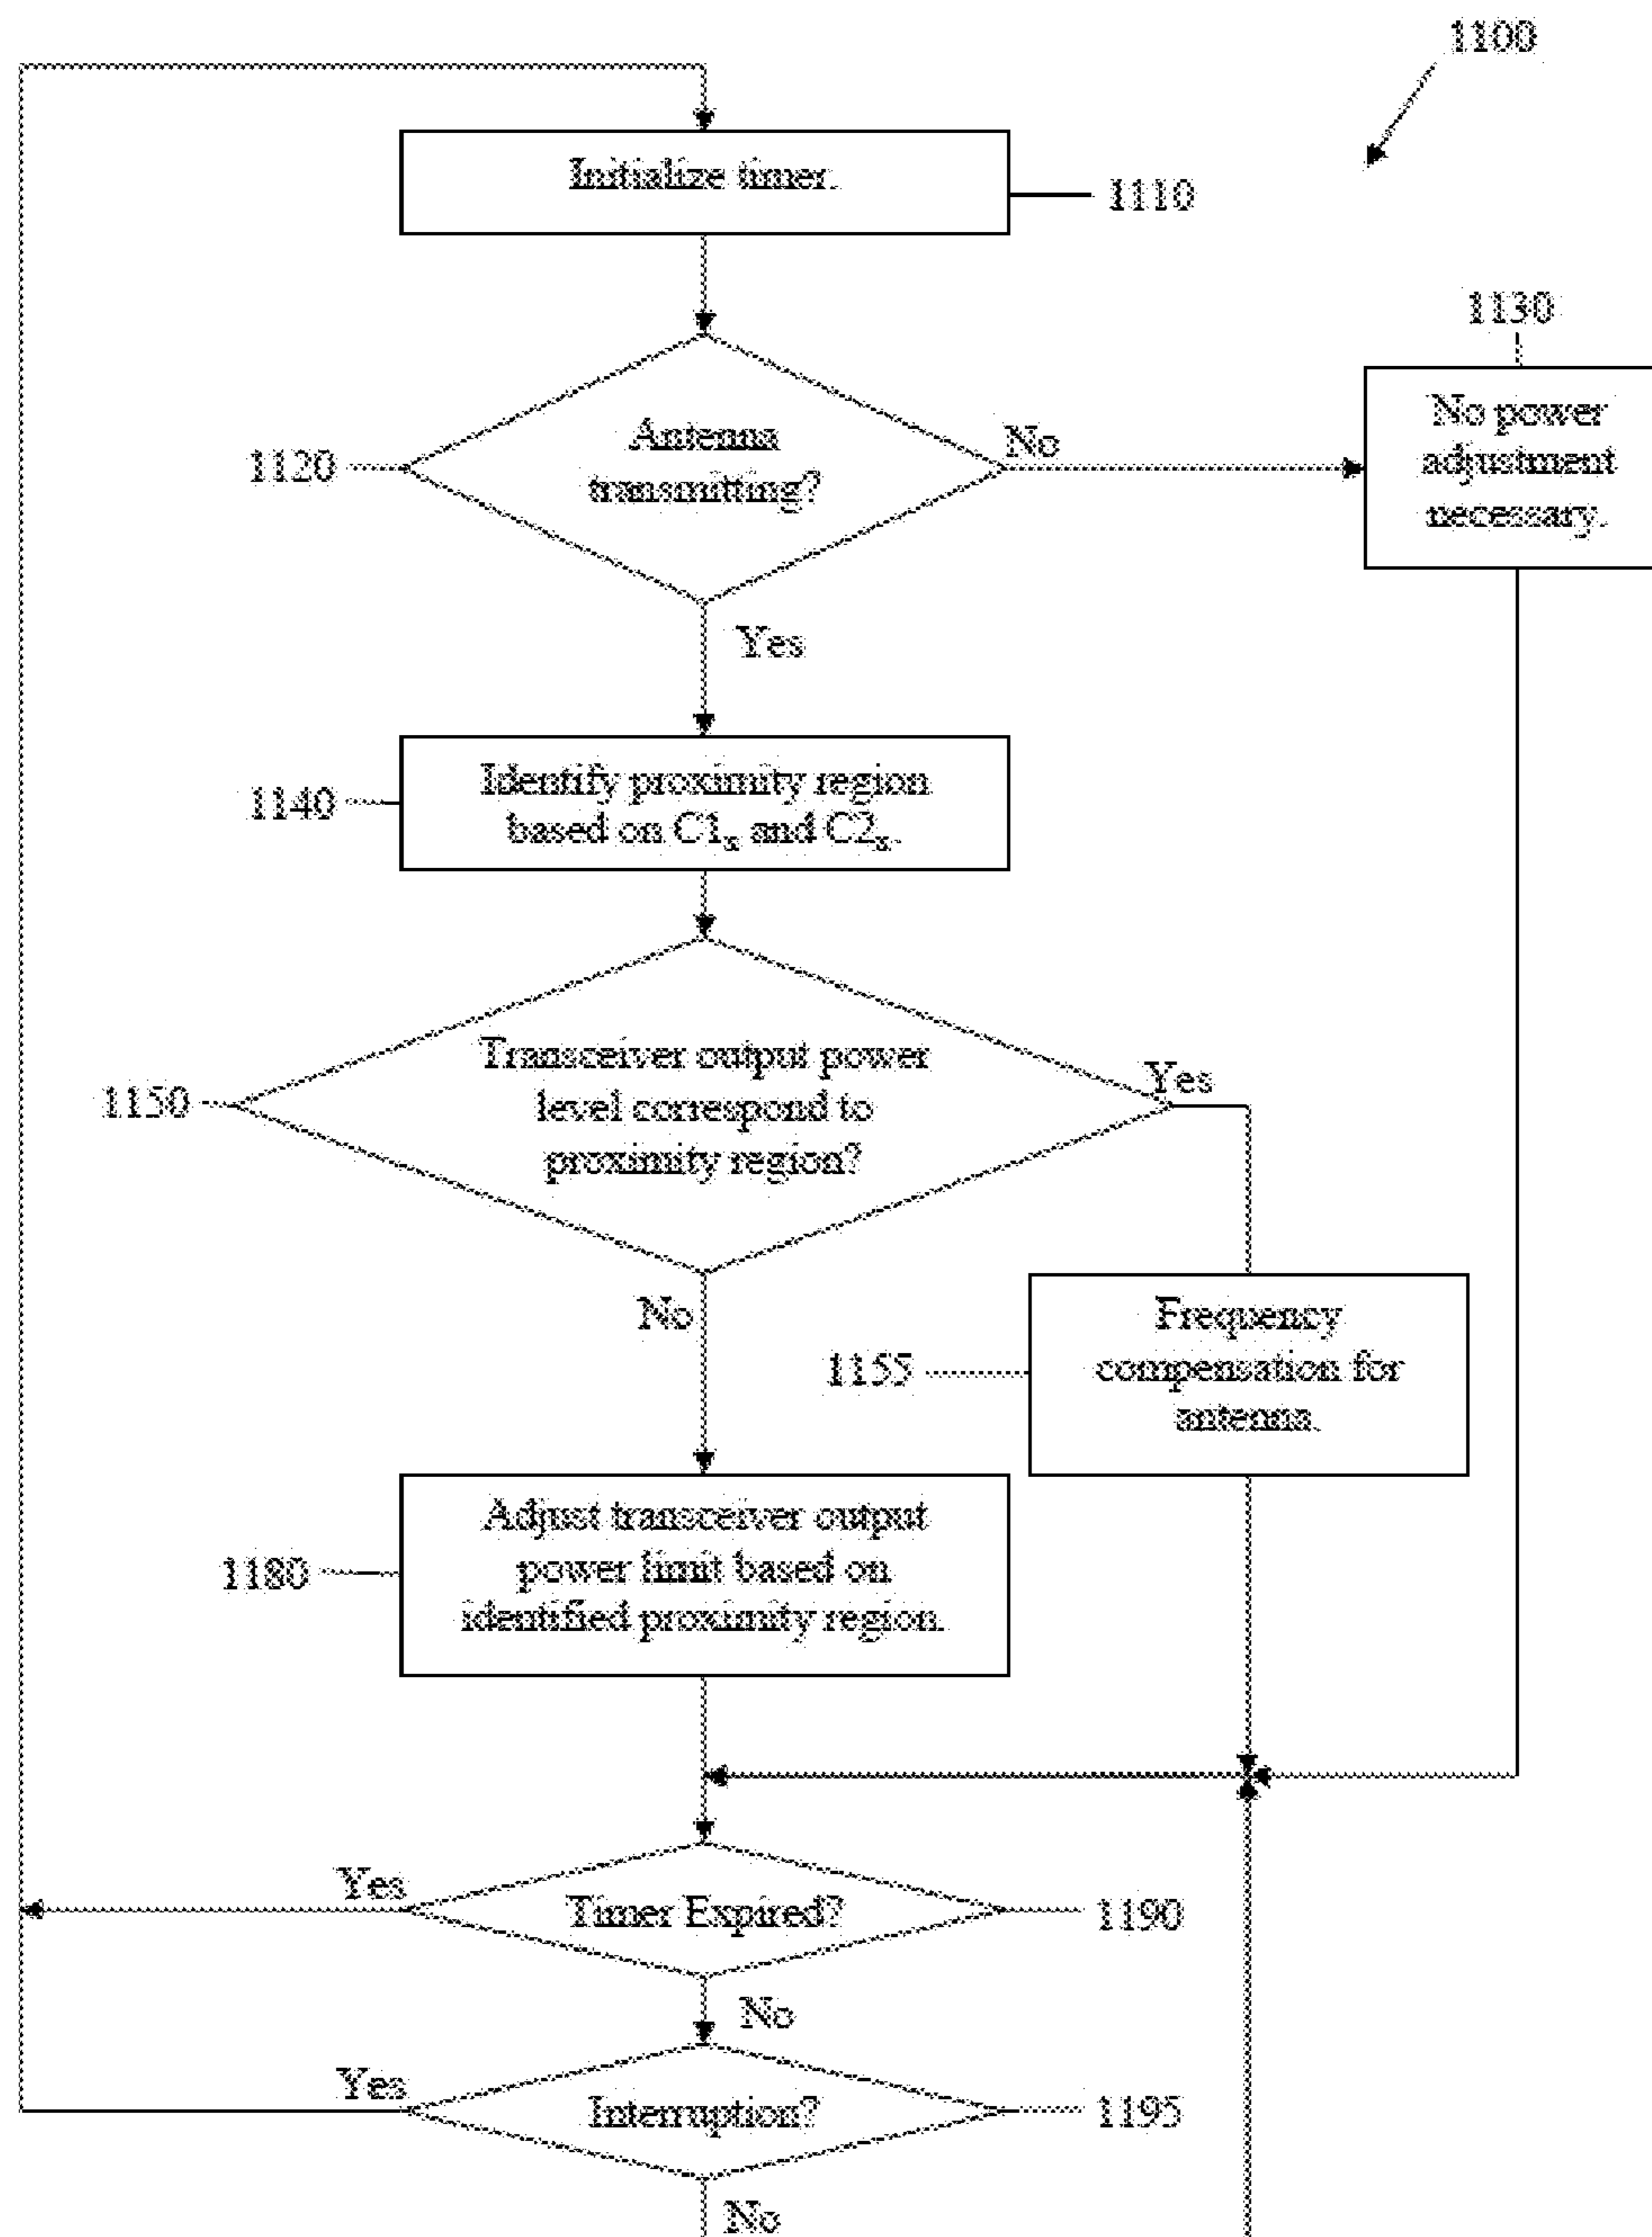 1100
Initialize timer.
1110
1130
No power
adjustment
necessary.
Antenna
transmitting?
1120
No
Yes
Identify proximity region
based on C1x and C2x.
1140
Transceiver output power
level correspond to
proximity region?
1150
Yes
No
Frequency
compensation for
antenna.
1155
Adjust transceiver output
power limit based on
identified proximity region.
1180
Yes
Timer Expired?
1190
No
Yes
Interruption?
1195
No